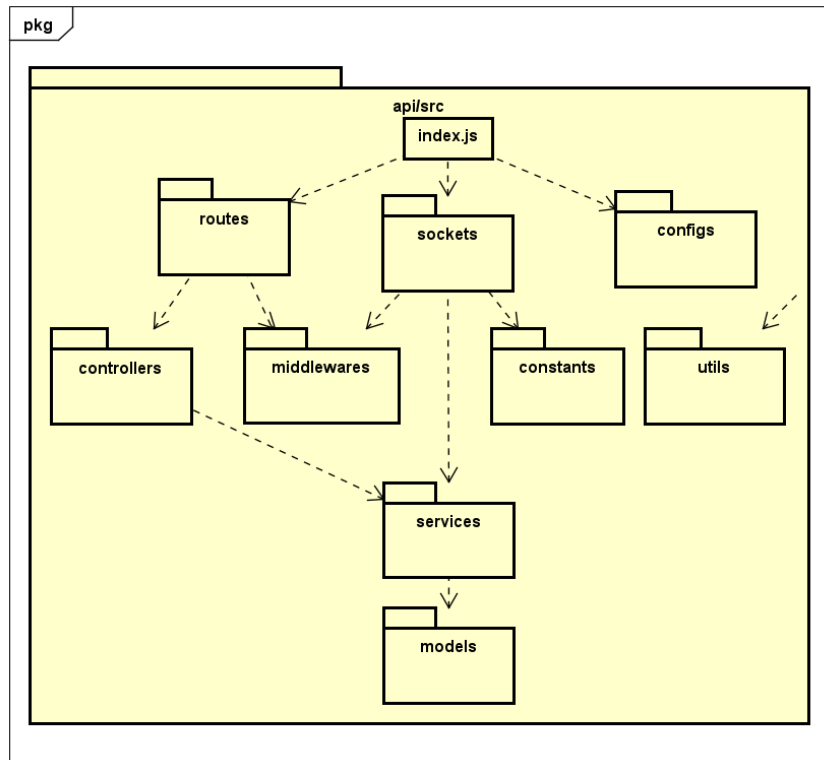 pkg
api/src
index.js
routes
sockets
configs
controllers
middlewares
constants
utils
services
models